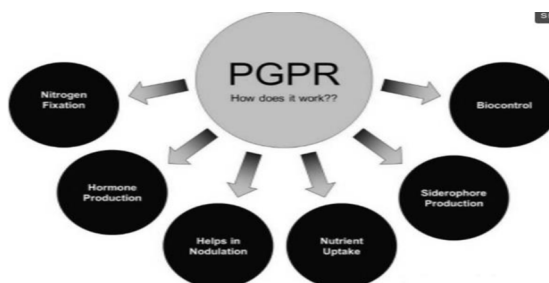 PGPR
How does it work??
Nitrogen
Fixation
Hormone
Production
Helps in
Nodulation
Nutrient
Uptake
Siderophore
Production
Biocontrol